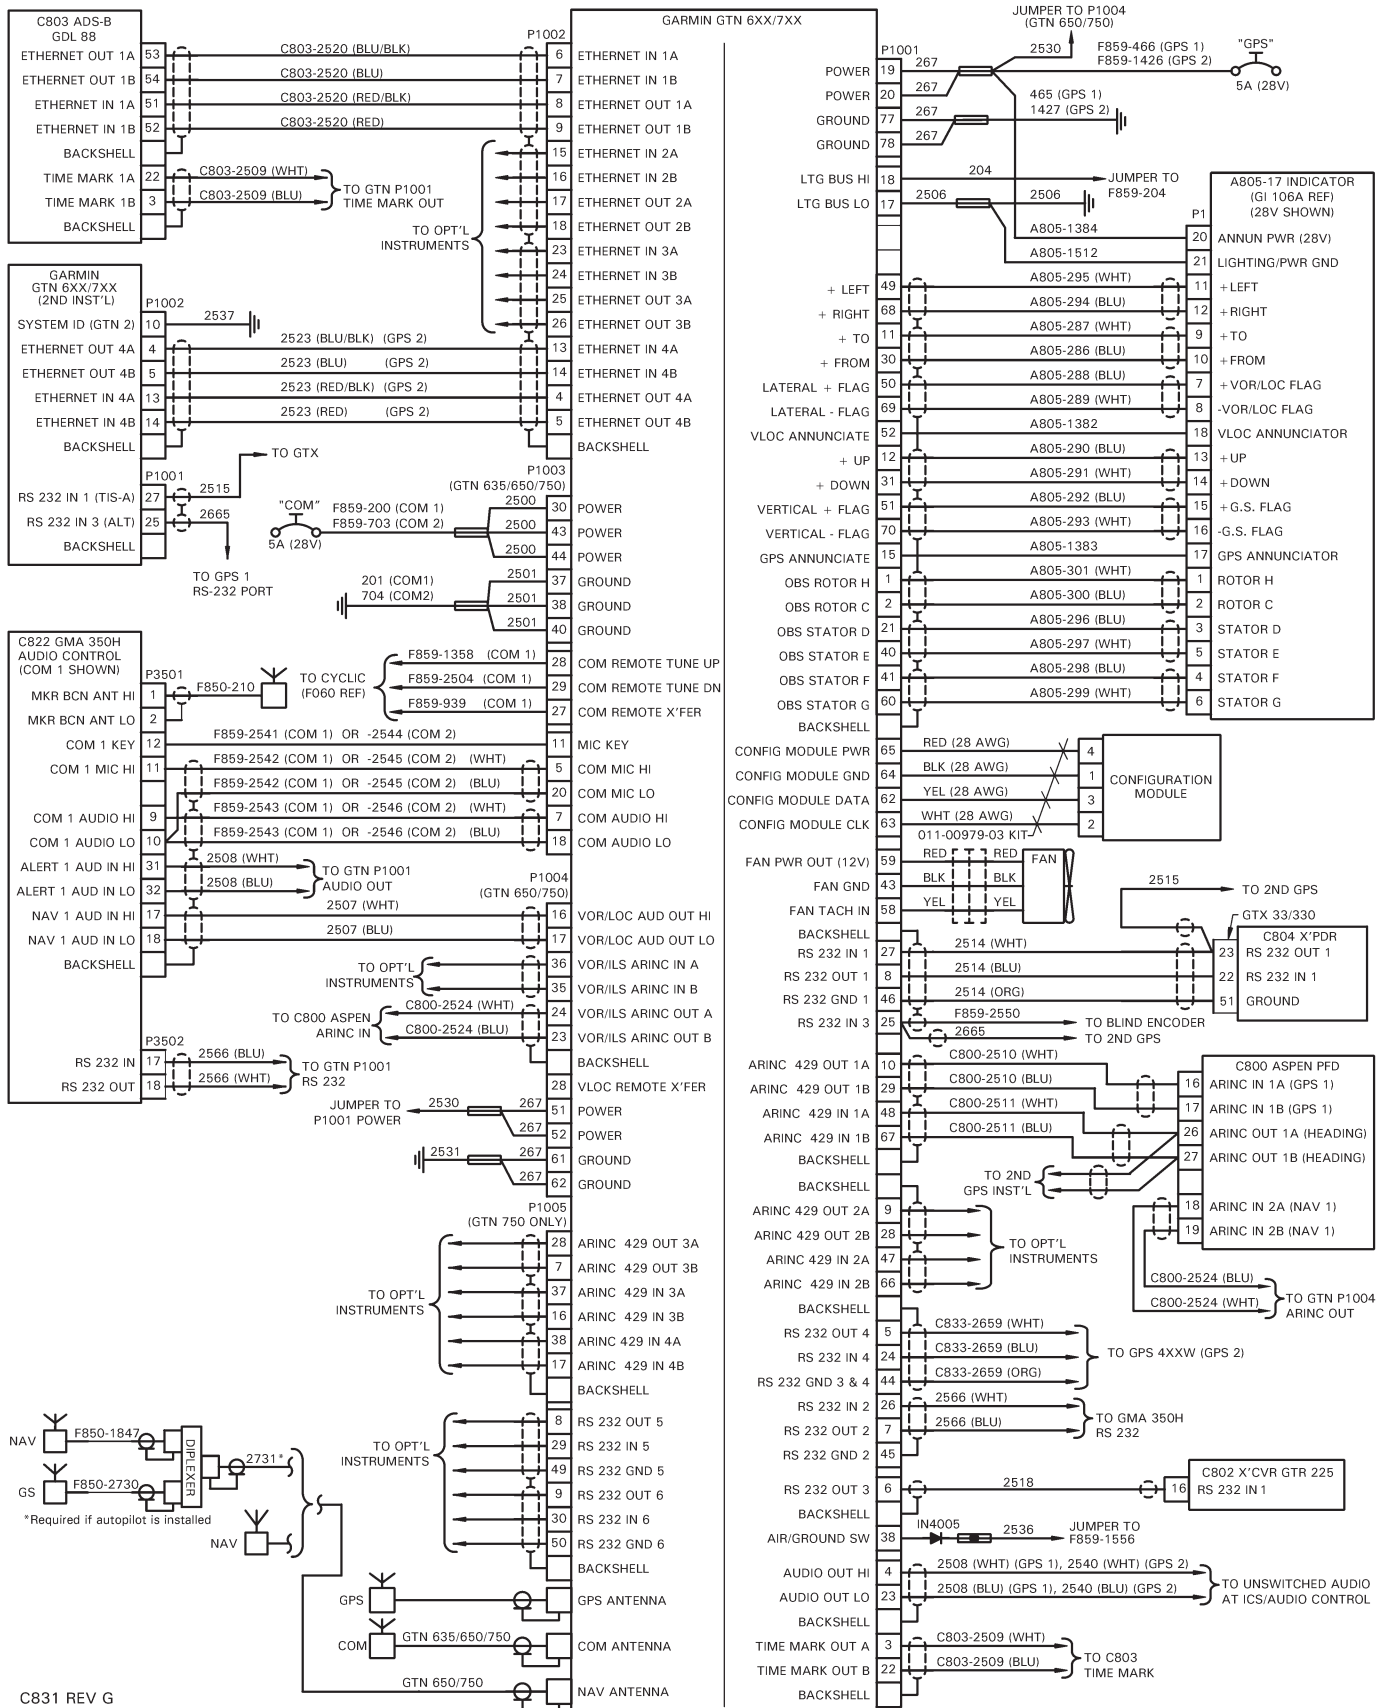 C803 ADS-B
GDL 88
ETHERNET OUT 1A 53
ETHERNET OUT 1B 54
ETHERNET IN 1A 51
ETHERNET IN 1B 52
BACKSHELL
TIME MARK 1A 22
TIME MARK 1B 3
BACKSHELL
C803-2520 (BLU/BLK)
C803-2520 (BLU)
C803-2520 (RED/BLK)
C803-2520 (RED)
C803-2509 (WHT)
C803-2509 (BLU)
TO GTN P1001
TIME MARK OUT
GARMIN
GTN 6XX/7XX
(2ND INST'L)
P1002
SYSTEM ID (GTN 2) 10
ETHERNET OUT 4A 4
ETHERNET OUT 4B 5
ETHERNET IN 4A 13
ETHERNET IN 4B 14
BACKSHELL
2537
2523 (BLU/BLK) (GPS 2)
2523 (BLU) (GPS 2)
2523 (RED/BLK) (GPS 2)
2523 (RED) (GPS 2)
P1001
RS 232 IN 1 (TIS-A) 27
RS 232 IN 3 (ALT) 25
BACKSHELL
2515
TO GTX
2665
TO GPS 1
RS-232 PORT
C822 GMA 350H
AUDIO CONTROL
(COM 1 SHOWN)
P3501
MKR BCN ANT HI 1
MKR BCN ANT LO 2
COM 1 KEY 12
COM 1 MIC HI 11
COM 1 AUDIO HI 9
COM 1 AUDIO LO 10
ALERT 1 AUD IN HI 31
ALERT 1 AUD IN LO 32
NAV 1 AUD IN HI 17
NAV 1 AUD IN LO 18
BACKSHELL
P3502
RS 232 IN 17
RS 232 OUT 18
F850-210
F859-2541 (COM 1) OR -2544 (COM 2)
F859-2542 (COM 1) OR -2545 (COM 2) (WHT)
F859-2542 (COM 1) OR -2545 (COM 2) (BLU)
F859-2543 (COM 1) OR -2546 (COM 2) (WHT)
F859-2543 (COM 1) OR -2546 (COM 2) (BLU)
2508 (WHT)
2508 (BLU)
TO GTN P1001
AUDIO OUT
2507 (WHT)
2507 (BLU)
2566 (BLU)
2566 (WHT)
TO GTN P1001
RS 232
GARMIN GTN 6XX/7XX
P1002
6 ETHERNET IN 1A
7 ETHERNET IN 1B
8 ETHERNET OUT 1A
9 ETHERNET OUT 1B
15 ETHERNET IN 2A
16 ETHERNET IN 2B
17 ETHERNET OUT 2A
18 ETHERNET OUT 2B
23 ETHERNET IN 3A
24 ETHERNET IN 3B
25 ETHERNET OUT 3A
26 ETHERNET OUT 3B
13 ETHERNET IN 4A
14 ETHERNET IN 4B
4 ETHERNET OUT 4A
5 ETHERNET OUT 4B
BACKSHELL
TO OPT'L
INSTRUMENTS
P1003
(GTN 635/650/750)
30 POWER
43 POWER
44 POWER
37 GROUND
38 GROUND
40 GROUND
28 COM REMOTE TUNE UP
29 COM REMOTE TUNE DN
27 COM REMOTE X'FER
11 MIC KEY
5 COM MIC HI
20 COM MIC LO
7 COM AUDIO HI
18 COM AUDIO LO
"COM"
5A (28V)
F859-200 (COM 1)
F859-703 (COM 2)
2500
2500
2500
201 (COM1)
704 (COM2)
2501
2501
2501
TO CYCLIC
(F060 REF)
F859-1358 (COM 1)
F859-2504 (COM 1)
F859-939 (COM 1)
P1004
(GTN 650/750)
16 VOR/LOC AUD OUT HI
17 VOR/LOC AUD OUT LO
36 VOR/ILS ARINC IN A
35 VOR/ILS ARINC IN B
24 VOR/ILS ARINC OUT A
23 VOR/ILS ARINC OUT B
BACKSHELL
28 VLOC REMOTE X'FER
51 POWER
52 POWER
61 GROUND
62 GROUND
TO OPT'L
INSTRUMENTS
TO C800 ASPEN
ARINC IN
C800-2524 (WHT)
C800-2524 (BLU)
JUMPER TO
P1001 POWER
2530
267
267
2531
267
267
P1005
(GTN 750 ONLY)
28 ARINC 429 OUT 3A
7 ARINC 429 OUT 3B
37 ARINC 429 IN 3A
16 ARINC 429 IN 3B
38 ARINC 429 IN 4A
17 ARINC 429 IN 4B
BACKSHELL
TO OPT'L
INSTRUMENTS
8 RS 232 OUT 5
29 RS 232 IN 5
49 RS 232 GND 5
9 RS 232 OUT 6
30 RS 232 IN 6
50 RS 232 GND 6
BACKSHELL
TO OPT'L
INSTRUMENTS
GPS
GPS ANTENNA
COM
GTN 635/650/750
COM ANTENNA
GTN 650/750
NAV ANTENNA
NAV
F850-1847
GS
F850-2730
DIPLEXER
2731*
*Required if autopilot is installed
NAV
C831 REV G
P1001
POWER 19
POWER 20
GROUND 77
GROUND 78
LTG BUS HI 18
LTG BUS LO 17
+ LEFT 49
+ RIGHT 68
+ TO 11
+ FROM 30
LATERAL + FLAG 50
LATERAL - FLAG 69
VLOC ANNUNCIATE 52
+ UP 12
+ DOWN 31
VERTICAL + FLAG 51
VERTICAL - FLAG 70
GPS ANNUNCIATE 15
OBS ROTOR H 1
OBS ROTOR C 2
OBS STATOR D 21
OBS STATOR E 40
OBS STATOR F 41
OBS STATOR G 60
BACKSHELL
CONFIG MODULE PWR 65
CONFIG MODULE GND 64
CONFIG MODULE DATA 62
CONFIG MODULE CLK 63
FAN PWR OUT (12V) 59
FAN GND 43
FAN TACH IN 58
BACKSHELL
RS 232 IN 1 27
RS 232 OUT 1 8
RS 232 GND 1 46
RS 232 IN 3 25
ARINC 429 OUT 1A 10
ARINC 429 OUT 1B 29
ARINC 429 IN 1A 48
ARINC 429 IN 1B 67
BACKSHELL
BACKSHELL
ARINC 429 OUT 2A 9
ARINC 429 OUT 2B 28
ARINC 429 IN 2A 47
ARINC 429 IN 2B 66
BACKSHELL
RS 232 OUT 4 5
RS 232 IN 4 24
RS 232 GND 3 & 4 44
RS 232 IN 2 26
RS 232 OUT 2 7
RS 232 GND 2 45
RS 232 OUT 3 6
BACKSHELL
AIR/GROUND SW 38
AUDIO OUT HI 4
AUDIO OUT LO 23
BACKSHELL
TIME MARK OUT A 3
TIME MARK OUT B 22
BACKSHELL
JUMPER TO P1004
(GTN 650/750)
267
267
2530
F859-466 (GPS 1)
F859-1426 (GPS 2)
"GPS"
5A (28V)
267
267
465 (GPS 1)
1427 (GPS 2)
204
JUMPER TO
F859-204
2506
2506
A805-1384
A805-1512
A805-295 (WHT)
A805-294 (BLU)
A805-287 (WHT)
A805-286 (BLU)
A805-288 (BLU)
A805-289 (WHT)
A805-1382
A805-290 (BLU)
A805-291 (WHT)
A805-292 (BLU)
A805-293 (WHT)
A805-1383
A805-301 (WHT)
A805-300 (BLU)
A805-296 (BLU)
A805-297 (WHT)
A805-298 (BLU)
A805-299 (WHT)
A805-17 INDICATOR
(GI 106A REF)
(28V SHOWN)
P1
20 ANNUN PWR (28V)
21 LIGHTING/PWR GND
11 +LEFT
12 +RIGHT
9 +TO
10 +FROM
7 +VOR/LOC FLAG
8 -VOR/LOC FLAG
18 VLOC ANNUNCIATOR
13 +UP
14 +DOWN
15 +G.S. FLAG
16 -G.S. FLAG
17 GPS ANNUNCIATOR
1 ROTOR H
2 ROTOR C
3 STATOR D
5 STATOR E
4 STATOR F
6 STATOR G
RED (28 AWG)
BLK (28 AWG)
YEL (28 AWG)
WHT (28 AWG)
011-00979-03 KIT
4
1
3
2
CONFIGURATION
MODULE
RED RED
BLK BLK
YEL YEL
FAN
2515
TO 2ND GPS
GTX 33/330
2514 (WHT)
2514 (BLU)
2514 (ORG)
C804 X'PDR
23 RS 232 OUT 1
22 RS 232 IN 1
51 GROUND
F859-2550
TO BLIND ENCODER
2665
TO 2ND GPS
C800-2510 (WHT)
C800-2510 (BLU)
C800-2511 (WHT)
C800-2511 (BLU)
C800 ASPEN PFD
16 ARINC IN 1A (GPS 1)
17 ARINC IN 1B (GPS 1)
26 ARINC OUT 1A (HEADING)
27 ARINC OUT 1B (HEADING)
18 ARINC IN 2A (NAV 1)
19 ARINC IN 2B (NAV 1)
TO 2ND
GPS INST'L
TO OPT'L
INSTRUMENTS
C800-2524 (BLU)
C800-2524 (WHT)
TO GTN P1004
ARINC OUT
C833-2659 (WHT)
C833-2659 (BLU)
C833-2659 (ORG)
TO GPS 4XXW (GPS 2)
2566 (WHT)
2566 (BLU)
TO GMA 350H
RS 232
2518
C802 X'CVR GTR 225
16 RS 232 IN 1
IN4005
2536
JUMPER TO
F859-1556
2508 (WHT) (GPS 1), 2540 (WHT) (GPS 2)
2508 (BLU) (GPS 1), 2540 (BLU) (GPS 2)
TO UNSWITCHED AUDIO
AT ICS/AUDIO CONTROL
C803-2509 (WHT)
C803-2509 (BLU)
TO C803
TIME MARK